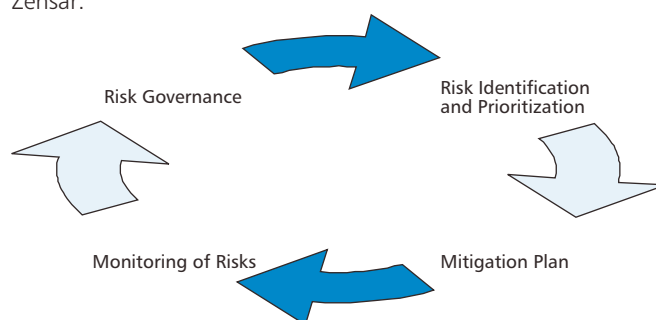 Zensar.
Risk Governance
Risk Identification
and Prioritization
Monitoring of Risks
Mitigation Plan